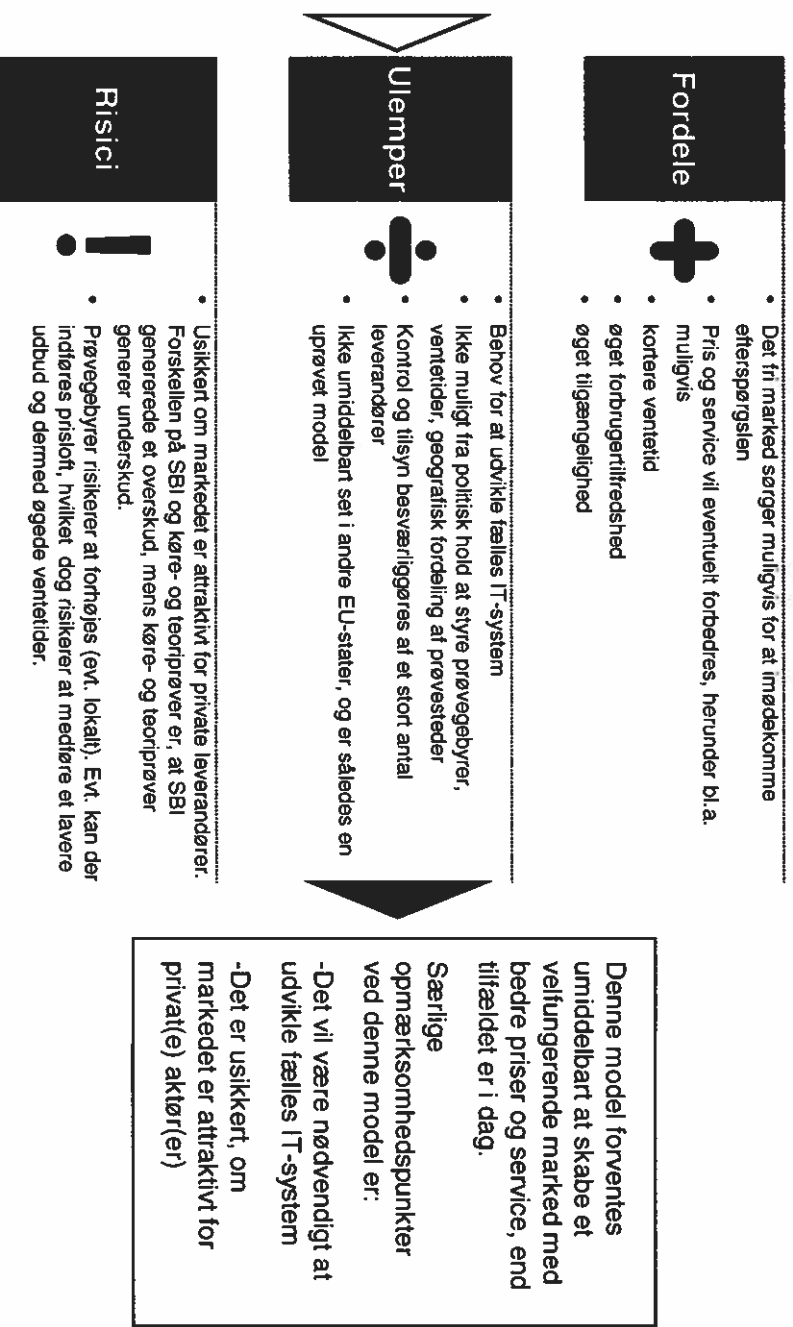 Fordele
• Det fri marked sørger muligvis for at imødekomme
efterspørgslen
• Pris og service vil eventuelt forbedres, herunder bl.a.
muligvis
• kortere ventetid
• øget forbrugertilfredshed
• øget tilgængelighed
Ulemper
• Behov for at udvikle fælles IT-system
• Ikke muligt fra politisk hold at styre prøvegebyrer,
ventetider, geografisk fordeling af prøvesteder
• Kontrol og tilsyn besværliggøres af et stort antal
leverandører
• Ikke umiddelbart set i andre EU-stater, og er således en
uprøvet model
Risici
• Usikkert om markedet er attraktivt for private leverandører.
Forskellen på SBI og køre- og teoriprøver er, at SBI
genererede et overskud, mens køre- og teoriprøver
generer underskud.
• Prøvegebyrer risikerer at forhøjes (evt. lokalt). Evt. kan der
indføres prisloft, hvilket dog risikerer at medføre et lavere
udbud og dermed øgede ventetider.
Denne model forventes
umiddelbart at skabe et
velfungerende marked med
bedre priser og service, end
tilfældet er i dag.
Særlige
opmærksomhedspunkter
ved denne model er:
-Det vil være nødvendigt at
udvikle fælles IT-system
-Det er usikkert, om
markedet er attraktivt for
privat(e) aktør(er)